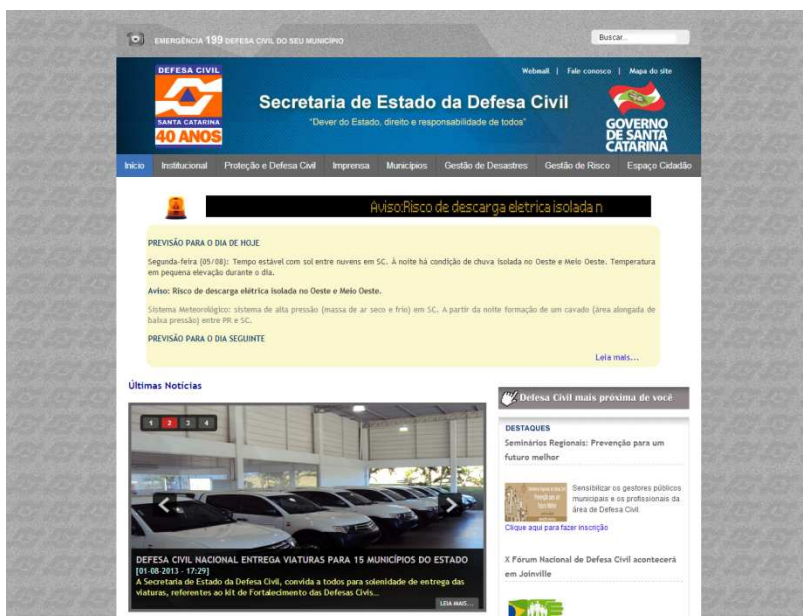 EMERGÊNCIA 199 DEFESA CIVIL DO SEU MUNICÍPIO
Buscar...
DEFESA CIVIL
SANTA CATARINA
40 ANOS
Webmail | Fale conosco | Mapa do site
Secretaria de Estado da Defesa Civil
"Dever do Estado, direito e responsabilidade de todos"
GOVERNO
DE SANTA
CATARINA
Início Institucional Proteção e Defesa Civil Imprensa Municípios Gestão de Desastres Gestão de Risco Espaço Cidadão
Aviso:Risco de descarga eletrica isolada n
PREVISÃO PARA O DIA DE HOJE
Segunda-feira (05/08): Tempo estável com sol entre nuvens em SC. À noite há condição de chuva isolada no Oeste e Meio Oeste. Temperatura
em pequena elevação durante o dia.
Aviso: Risco de descarga elétrica isolada no Oeste e Meio Oeste.
Sistema Meteorológico: sistema de alta pressão (massa de ar seco e frio) em SC. A partir da noite formação de um cavado (área alongada de
baixa pressão) entre PR e SC.
PREVISÃO PARA O DIA SEGUINTE
Leia mais...
Últimas Notícias
1 2 3 4
DEFESA CIVIL NACIONAL ENTREGA VIATURAS PARA 15 MUNICÍPIOS DO ESTADO
[01-08-2013 - 17:29]
A Secretaria de Estado da Defesa Civil, convida a todos para solenidade de entrega das
viaturas, referentes ao kit de Fortalecimento das Defesas Civis...
LEIA MAIS...
Defesa Civil mais próxima de você
DESTAQUES
Seminários Regionais: Prevenção para um
futuro melhor
Sensibilizar os gestores públicos
municipais e os profissionais da
área de Defesa Civil.
Clique aqui para fazer inscrição
X Fórum Nacional de Defesa Civil acontecerá
em Joinville